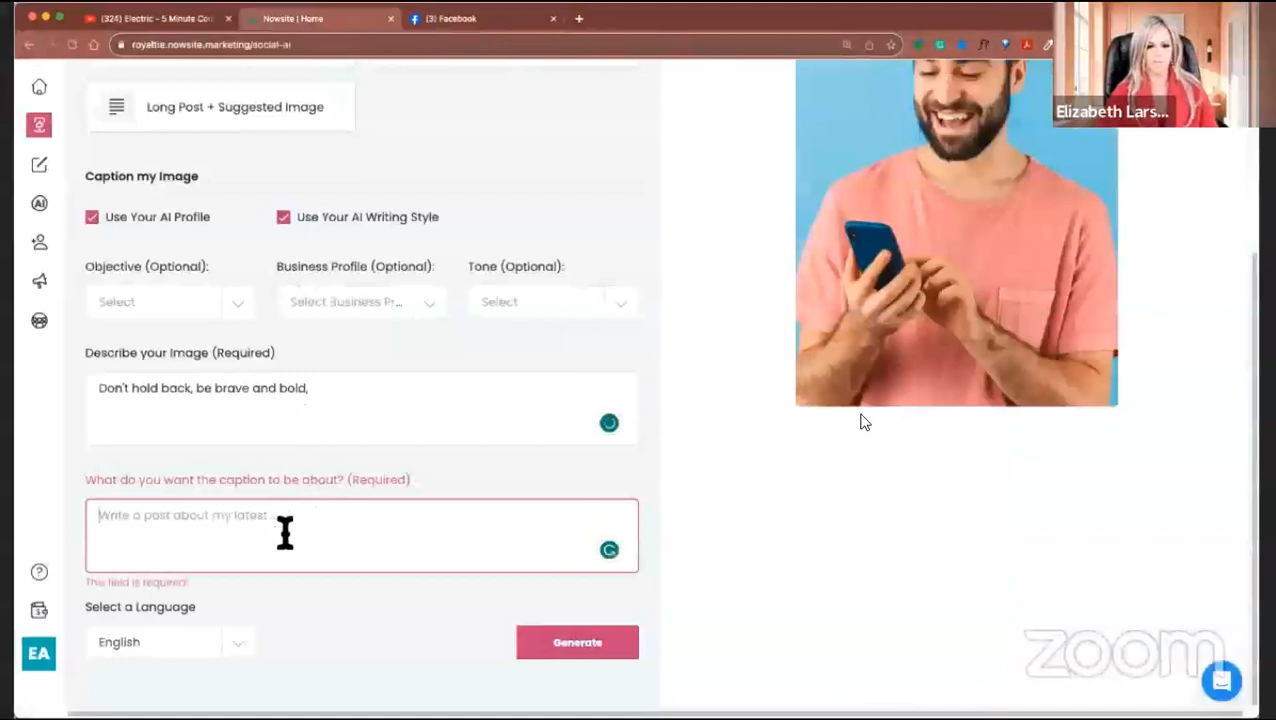 (324) Electric - 5 Minute Cou
Nowsite | Home
(3) Facebook
royaltie.nowsite.marketing/social-ai
Elizabeth Lars...
Long Post + Suggested Image
Caption my Image
Use Your AI Profile
Use Your AI Writing Style
Objective (Optional):
Business Profile (Optional):
Tone (Optional):
Select
Select Business Pr...
Select
Describe your Image (Required)
Don't hold back, be brave and bold,
What do you want the caption to be about? (Required)
Write a post about my latest ...
This field is required
Select a Language
English
Generate
AI
EA
zoom